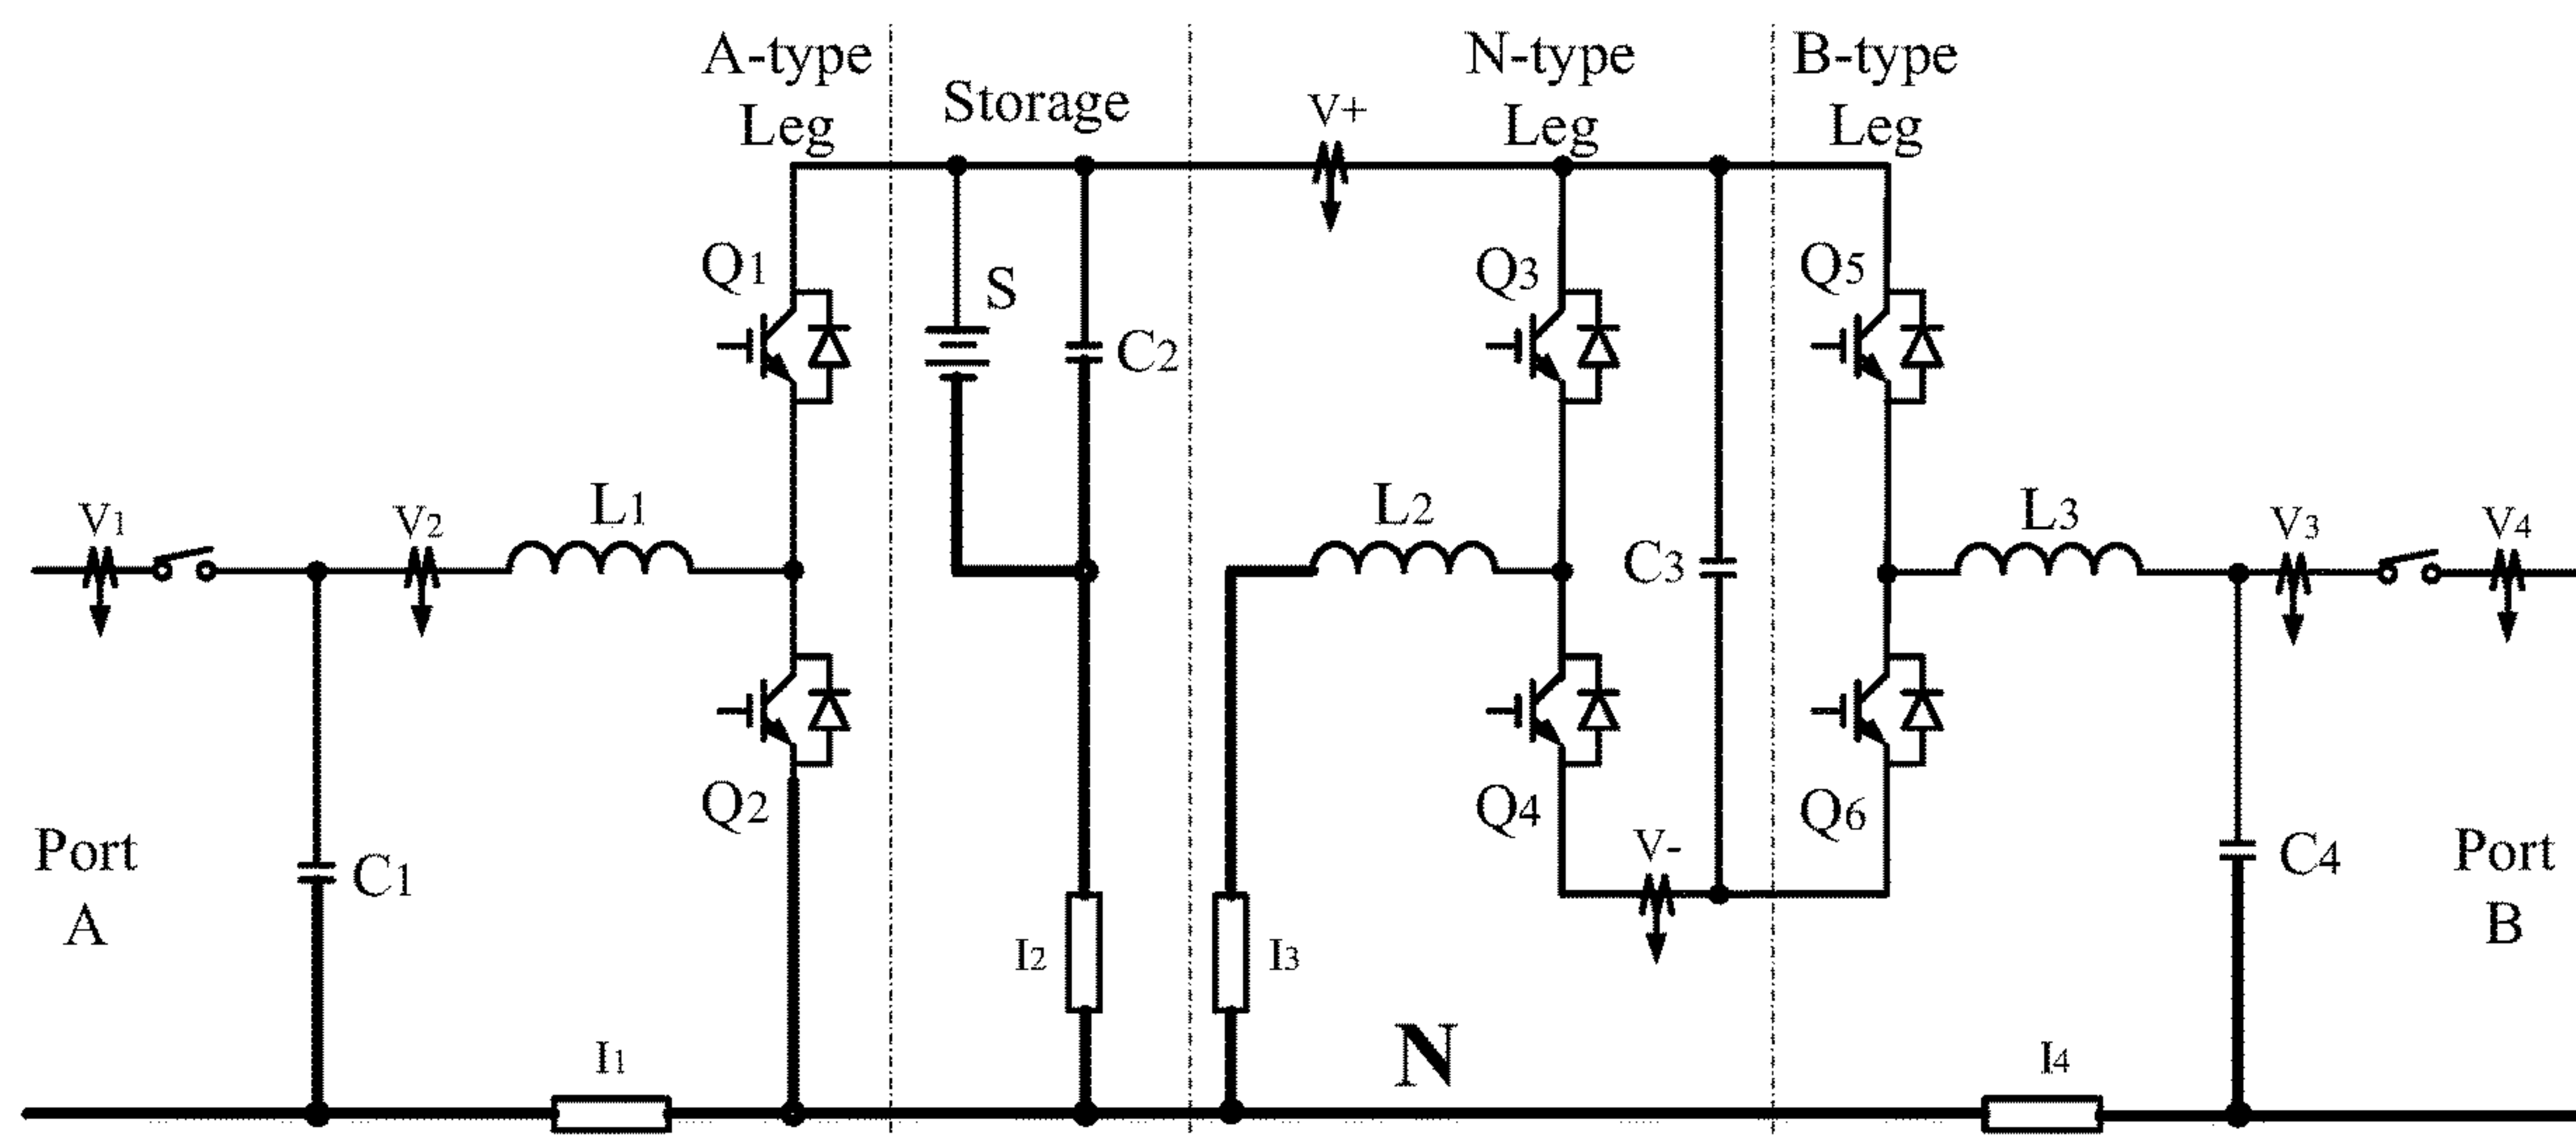 A-type
Leg
Storage
V+
N-type
Leg
B-type
Leg
Q1
S
C2
Q3
Q5
V1
V2
L1
L2
C3
L3
V3
V4
Q2
Q4
V-
Q6
Port
A
C1
I2
I3
C4
Port
B
I1
N
I4